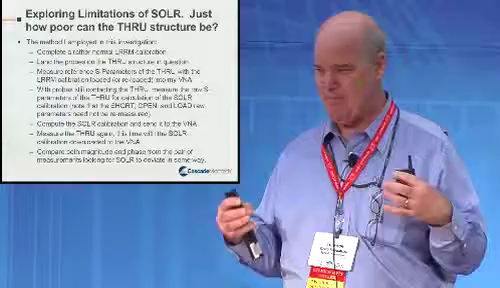 Exploring Limitations of SOLR. Just
how poor can the THRU structure be?
The method I employed in this investigation:
– Complete a rather normal LRRM calibration
– Land the probes on the THRU structure in question
– Measure reference S-Parameters of the THRU with the
LRRM calibration loaded (or re-loaded) into my VNA
– With probes still contacting the THRU, measure the raw S-
parameters of the THRU for calculation of the SOLR
calibration (note that the SHORT, OPEN, and LOAD raw
parameters need not be re-measured)
– Compute the SOLR calibration and send it to the VNA
– Measure the THRU again, this time with the SOLR
calibration downloaded to the VNA
– Compare both magnitude and phase from the pair of
measurements looking for SOLR to deviate in some way.
Cascade Microtech